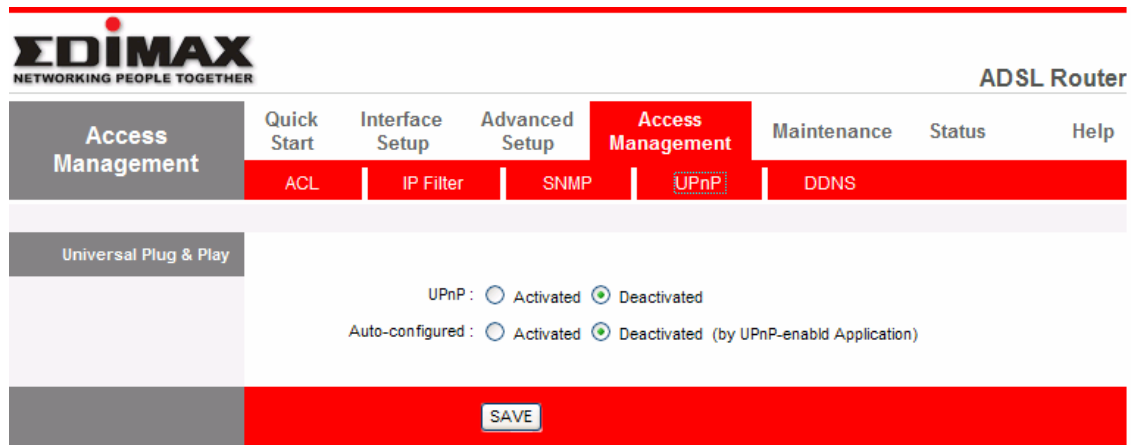 EDIMAX
NETWORKING PEOPLE TOGETHER
ADSL Router
Access Management
Quick Start
Interface Setup
Advanced Setup
Access Management
Maintenance
Status
Help
ACL
IP Filter
SNMP
UPnP
DDNS
Universal Plug & Play
UPnP : Activated Deactivated
Auto-configured : Activated Deactivated (by UPnP-enabld Application)
SAVE